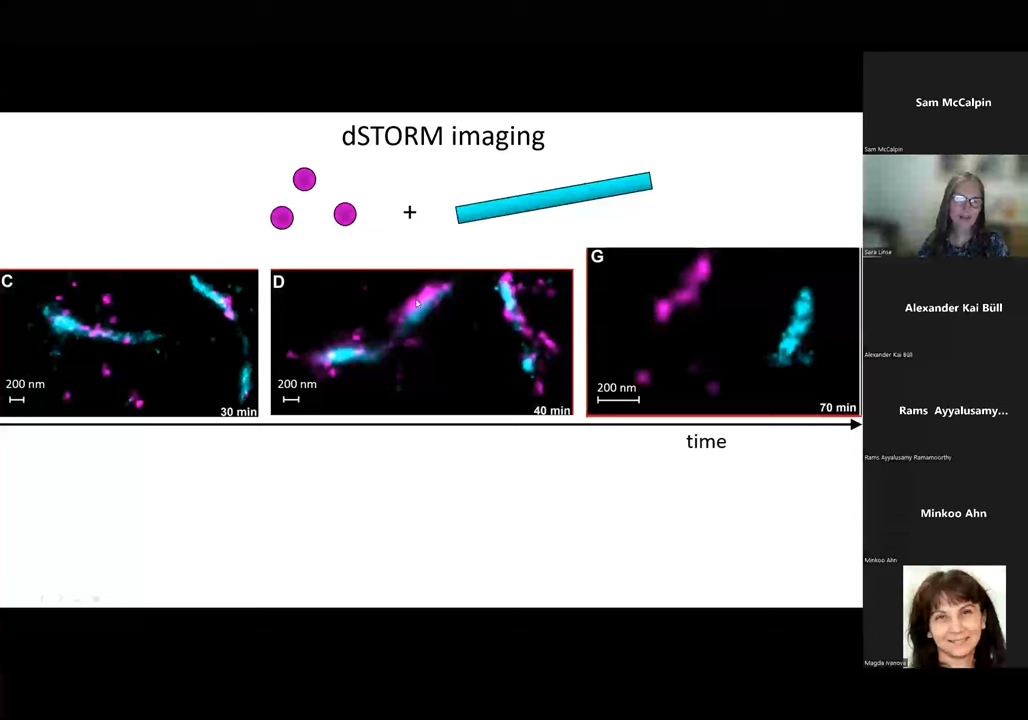 dSTORM imaging
+
C
200 nm
30 min
D
200 nm
40 min
G
200 nm
70 min
time
Sam McCalpin
Sam McCalpin
Sara Linse
Alexander Kai Büll
Alexander Kai Büll
Rams Ayyalusamy...
Rams Ayyalusamy Ramamoorthy
Minkoo Ahn
Minkoo Ahn
Magda Ivanova